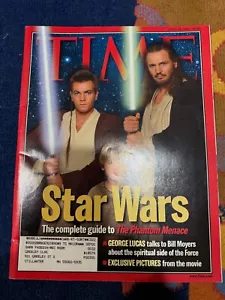 TIME
Star Wars
The complete guide to The Phantom Menace
GEORGE LUCAS talks to Bill Moyers
about the spiritual side of the Force
EXCLUSIVE PICTURES from the movie
STILLWATER